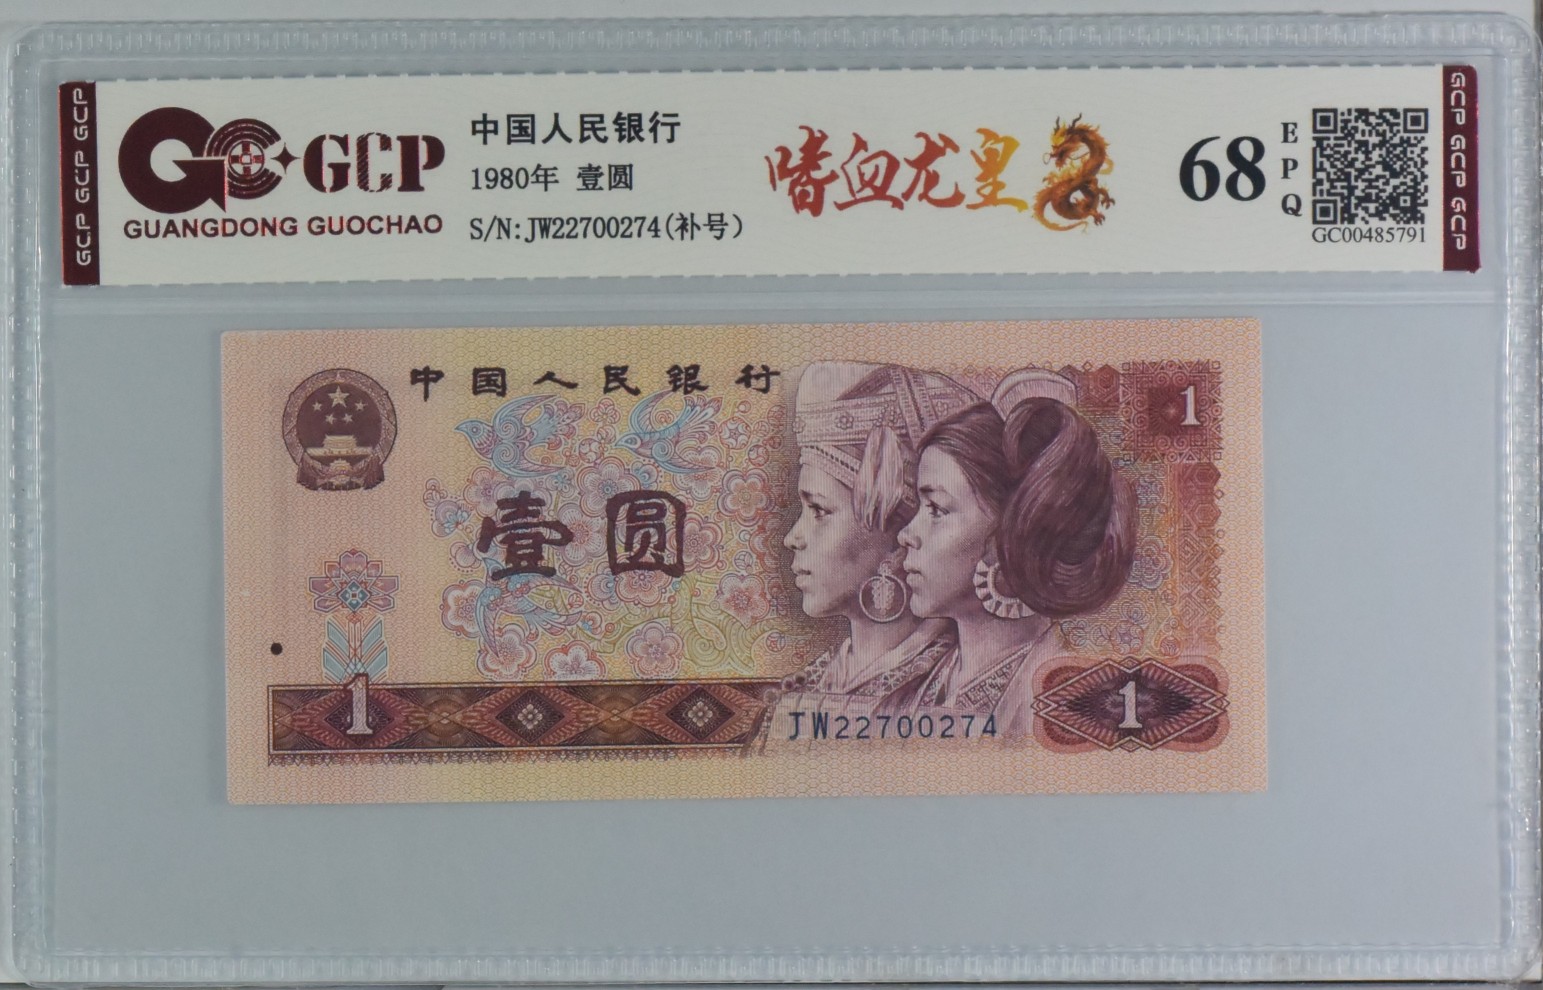 GCP GCP GCP
GCP
GUANGDONG GUOCHAO
中国人民银行
1980年 壹圆
S/N:JW22700274(补号)
嗜血龙皇
68
EPQ
GC00485791
GCP GCP GCP
中国人民银行
1
壹圆
1
JW22700274
1